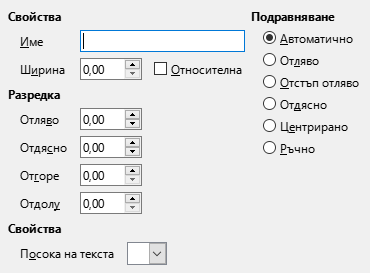 Свойства
Име
Ширина 0,00 Относителна
Разредка
Отляво 0,00
Отдясно 0,00
Отгоре 0,00
Отдолу 0,00
Свойства
Посока на текста
Подравняване
Автоматично
Отляво
Отстъп отляво
Отдясно
Центрирано
Ръчно